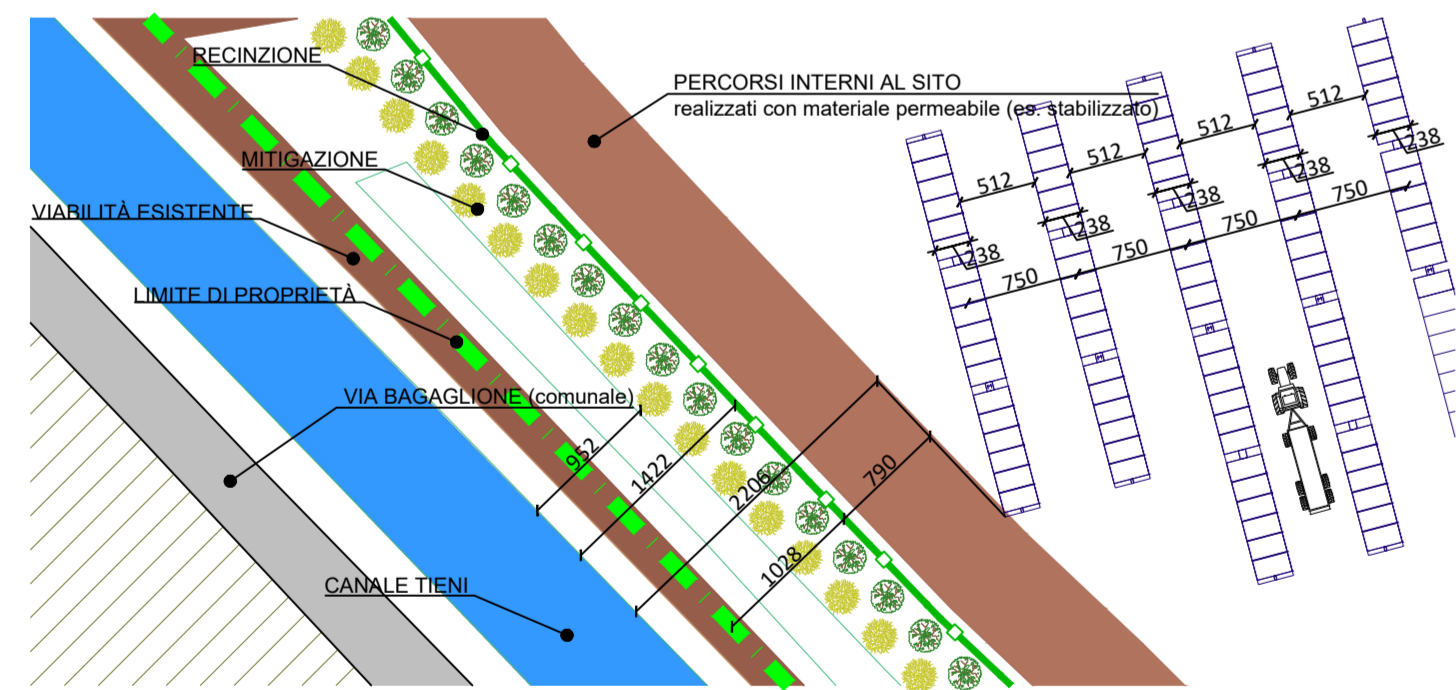 RECINZIONE
PERCORSI INTERNI AL SITO
realizzati con materiale permeabile (es. stabilizzato)
MITIGAZIONE
VIABILITÀ ESISTENTE
LIMITE DI PROPRIETÀ
VIA BAGAGLIONE (comunale)
CANALE TIENI
952
1422
2206
790
1028
512
512
512
512
238
238
238
238
238
750
750
750
750